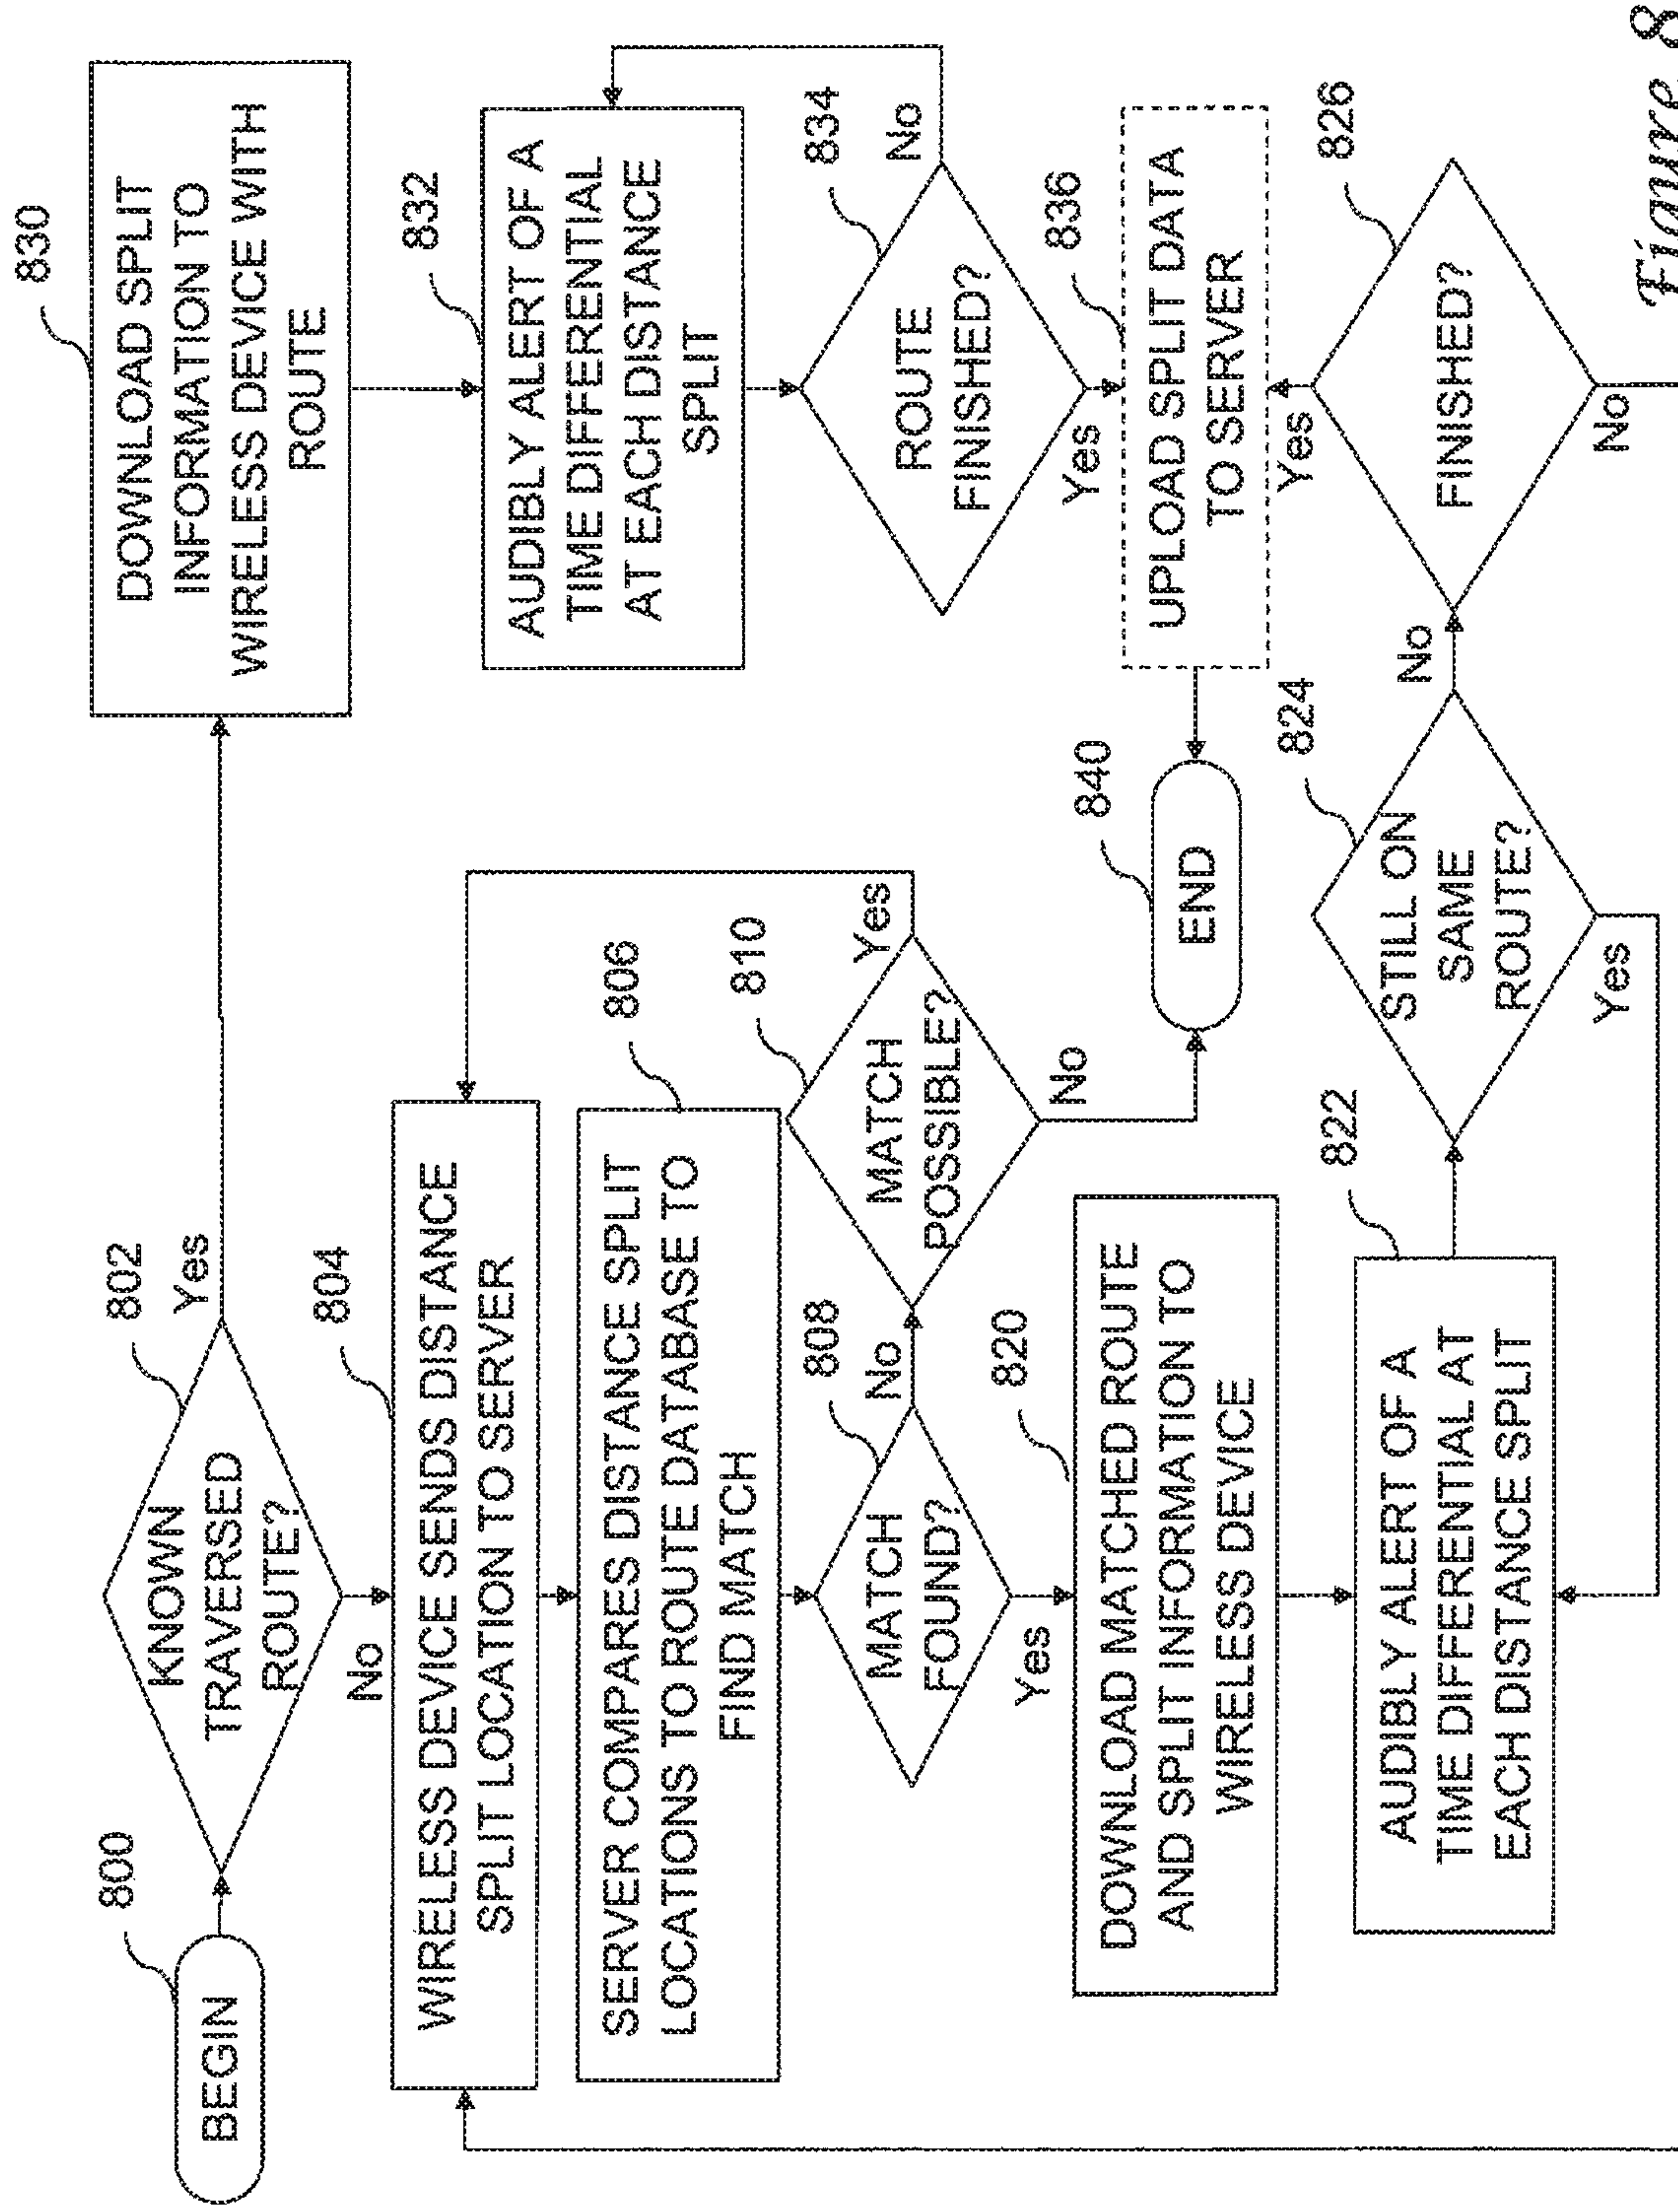 800
BEGIN
802
KNOWN
TRAVERSED
ROUTE?
Yes
No
804
WIRELESS DEVICE SENDS DISTANCE
SPLIT LOCATION TO SERVER
806
SERVER COMPARES DISTANCE SPLIT
LOCATIONS TO ROUTE DATABASE TO
FIND MATCH
808
MATCH
FOUND?
No
Yes
810
MATCH
POSSIBLE?
Yes
No
820
DOWNLOAD MATCHED ROUTE
AND SPLIT INFORMATION TO
WIRELESS DEVICE
822
AUDIBLY ALERT OF A
TIME DIFFERENTIAL AT
EACH DISTANCE SPLIT
824
STILL ON
SAME
ROUTE?
No
Yes
826
FINISHED?
Yes
No
830
DOWNLOAD SPLIT
INFORMATION TO
WIRELESS DEVICE WITH
ROUTE
832
AUDIBLY ALERT OF A
TIME DIFFERENTIAL
AT EACH DISTANCE
SPLIT
834
ROUTE
FINISHED?
No
Yes
836
UPLOAD SPLIT DATA
TO SERVER
840
END
Figure 8